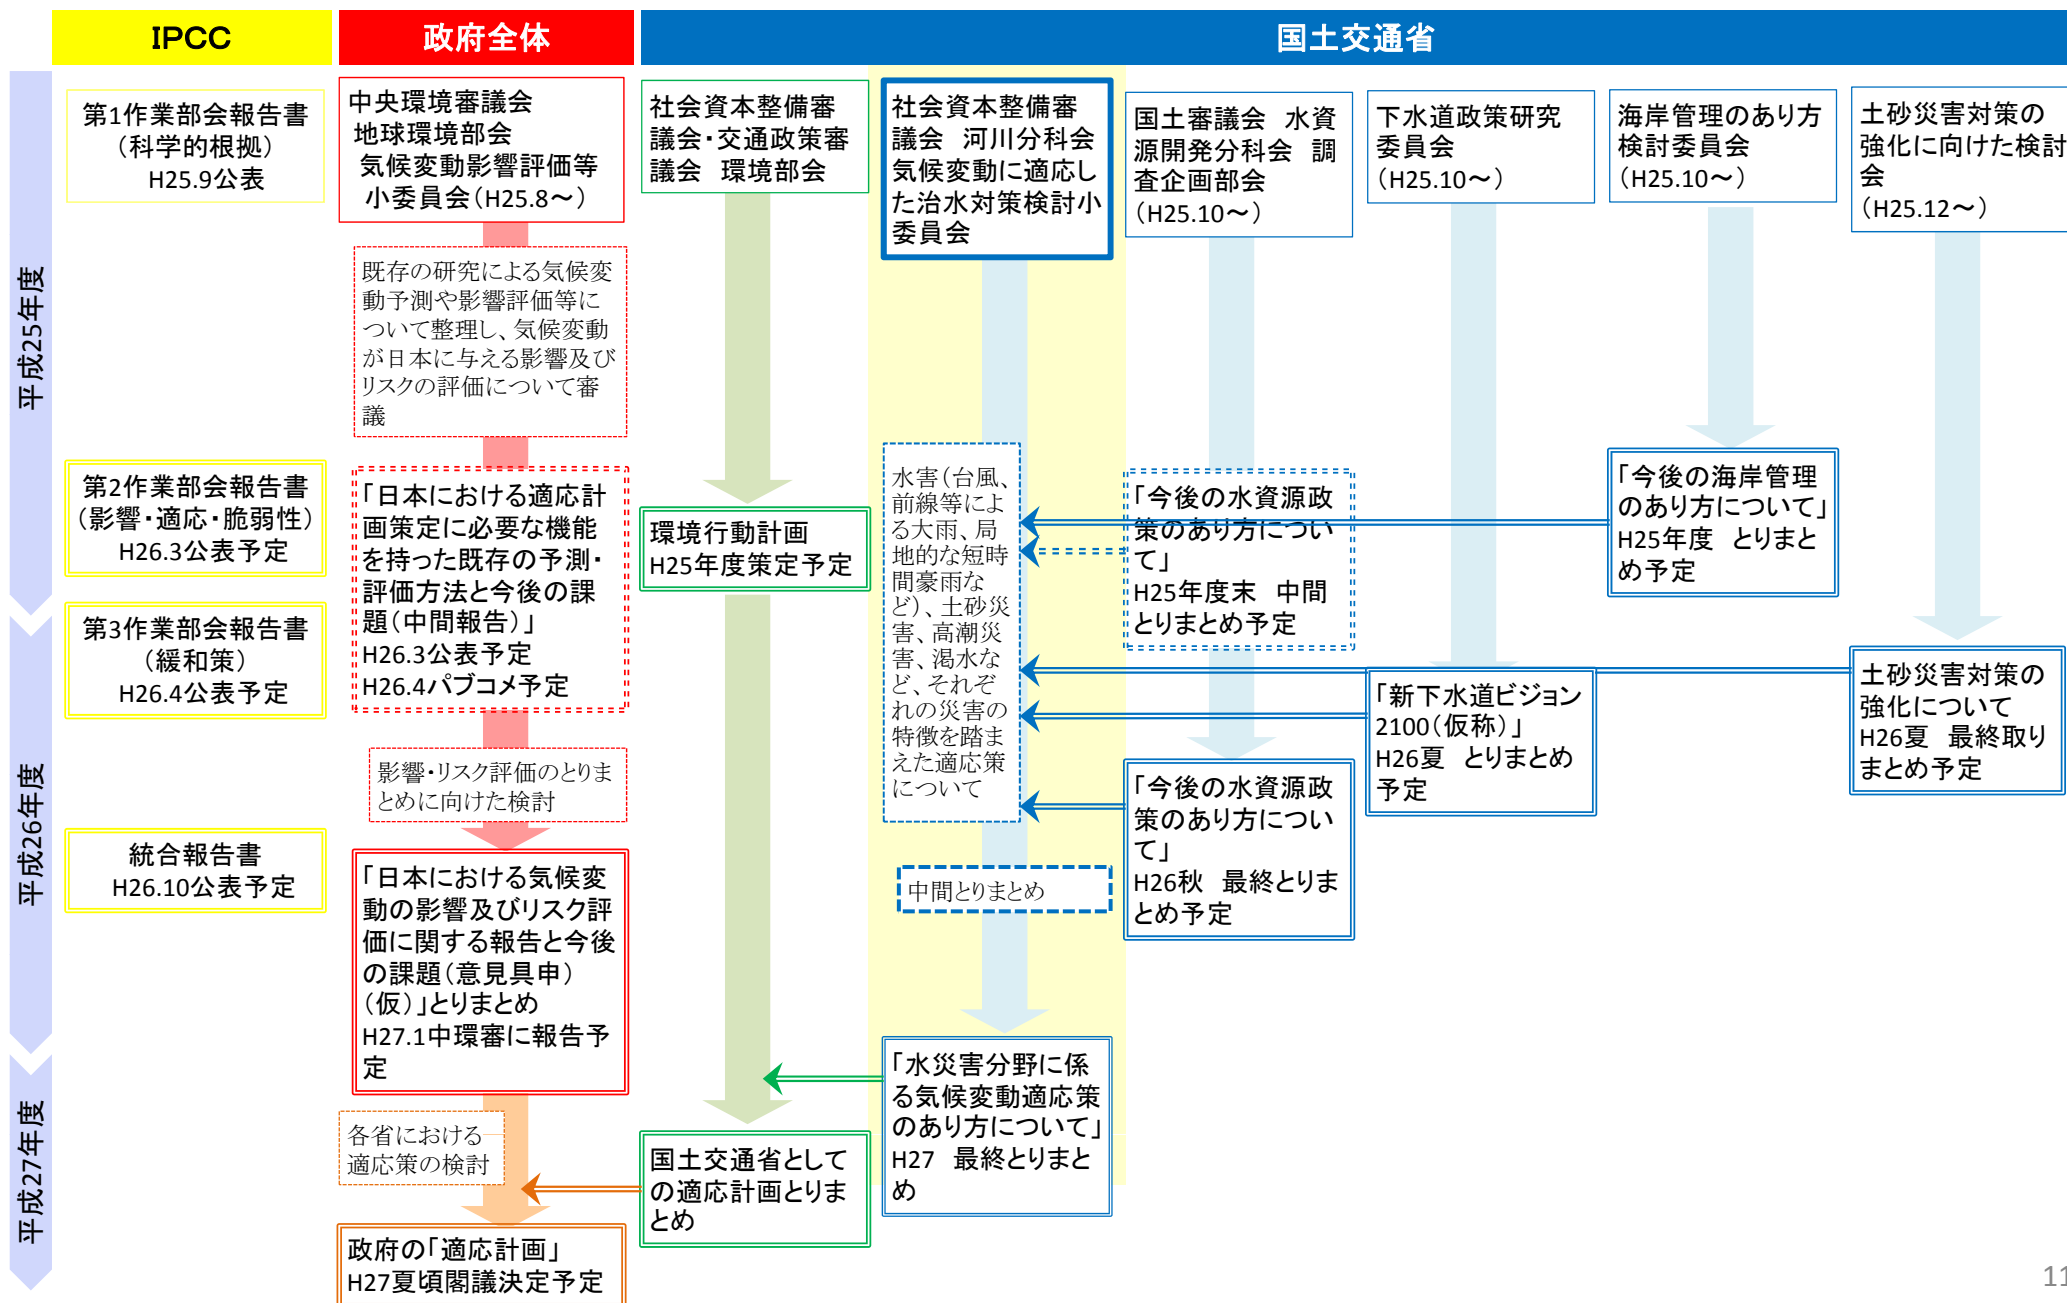 IPCC
政府全体
国土交通省
平成25年度
平成26年度
平成27年度
第1作業部会報告書
（科学的根拠）
H25.9公表
第2作業部会報告書
（影響・適応・脆弱性）
H26.3公表予定
第3作業部会報告書
（緩和策）
H26.4公表予定
統合報告書
H26.10公表予定
中央環境審議会
地球環境部会
気候変動影響評価等
小委員会（H25.8～）
既存の研究による気候変
動予測や影響評価等に
ついて整理し、気候変動
が日本に与える影響及び
リスクの評価について審
議
「日本における適応計
画策定に必要な機能
を持った既存の予測・
評価方法と今後の課
題（中間報告）」
H26.3公表予定
H26.4パブコメ予定
影響・リスク評価のとりま
とめに向けた検討
「日本における気候変
動の影響及びリスク評
価に関する報告と今後
の課題（意見具申）
（仮）」とりまとめ
H27.1中環審に報告予
定
各省における
適応策の検討
政府の「適応計画」
H27夏頃閣議決定予定
社会資本整備審
議会・交通政策審
議会　環境部会
環境行動計画
H25年度策定予定
国土交通省として
の適応計画とりま
とめ
社会資本整備審
議会　河川分科会
気候変動に適応し
た治水対策検討小
委員会
水害（台風、
前線等によ
る大雨、局
地的な短時
間豪雨な
ど）、土砂災
害、高潮災
害、渇水な
ど、それぞ
れの災害の
特徴を踏ま
えた適応策
について
中間とりまとめ
「水災害分野に係
る気候変動適応策
のあり方について」
H27　最終とりまと
め
国土審議会　水資
源開発分科会　調
査企画部会
（H25.10～）
「今後の水資源政
策のあり方につい
て」
H25年度末　中間
とりまとめ予定
「今後の水資源政
策のあり方につい
て」
H26秋　最終とりま
とめ予定
下水道政策研究
委員会
（H25.10～）
「新下水道ビジョン
2100（仮称）」
H26夏　とりまとめ
予定
海岸管理のあり方
検討委員会
（H25.10～）
「今後の海岸管理
のあり方について」
H25年度　とりまと
め予定
土砂災害対策の
強化に向けた検討
会
（H25.12～）
土砂災害対策の
強化について
H26夏　最終取り
まとめ予定
11